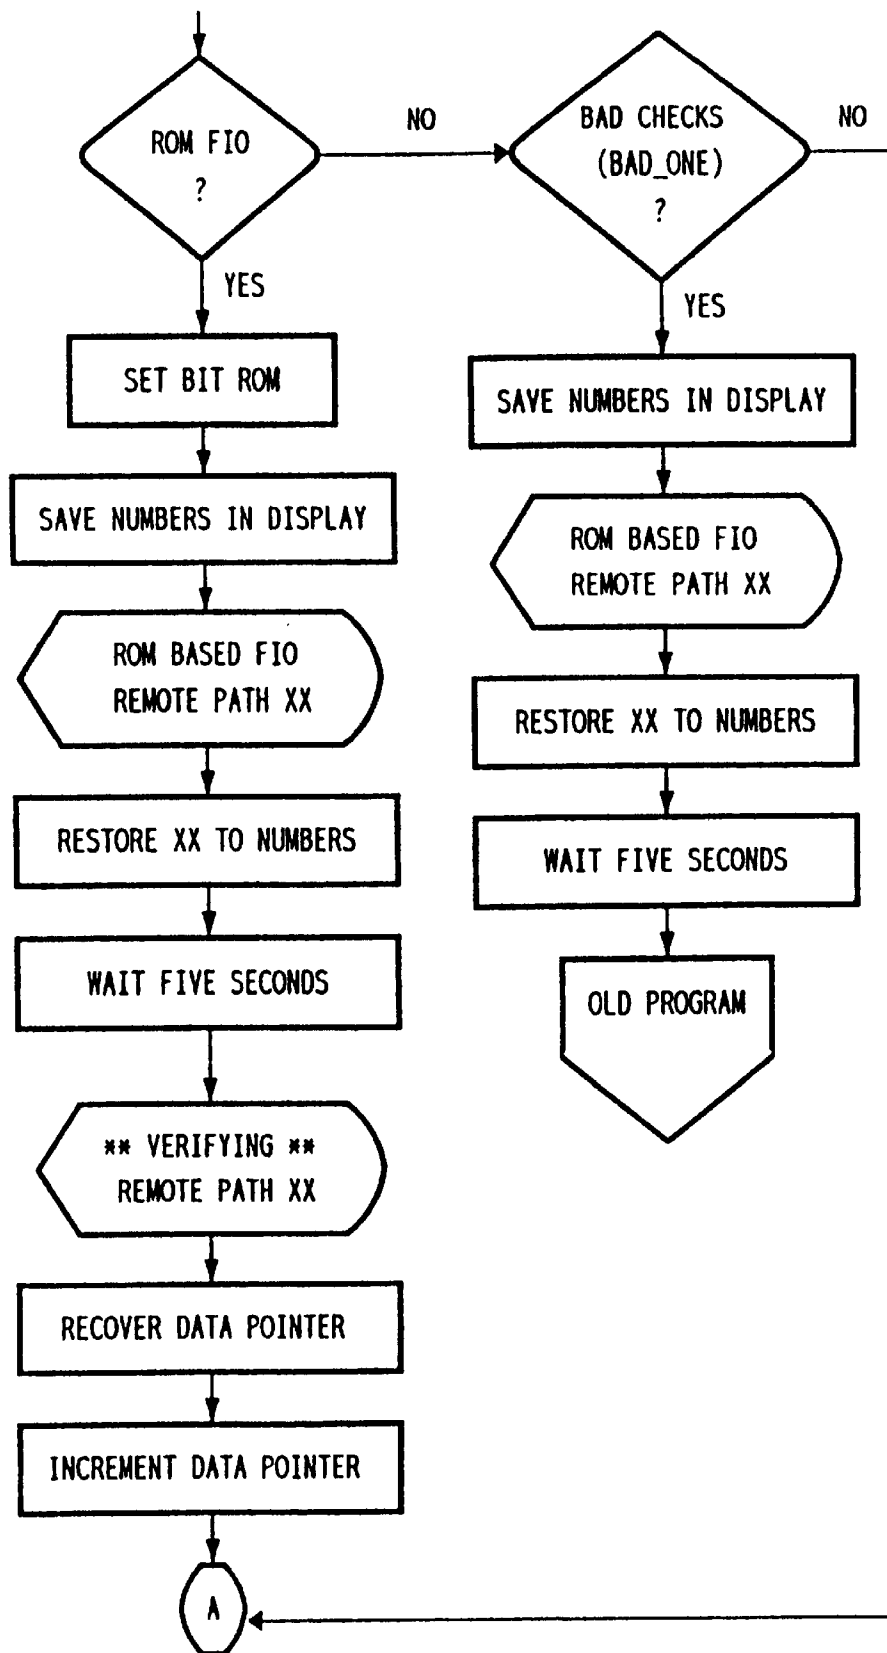 ROM FIO
?
NO
YES
SET BIT ROM
SAVE NUMBERS IN DISPLAY
ROM BASED FIO
REMOTE PATH XX
RESTORE XX TO NUMBERS
WAIT FIVE SECONDS
** VERIFYING **
REMOTE PATH XX
RECOVER DATA POINTER
INCREMENT DATA POINTER
A
BAD CHECKS
(BAD_ONE)
?
NO
YES
SAVE NUMBERS IN DISPLAY
ROM BASED FIO
REMOTE PATH XX
RESTORE XX TO NUMBERS
WAIT FIVE SECONDS
OLD PROGRAM